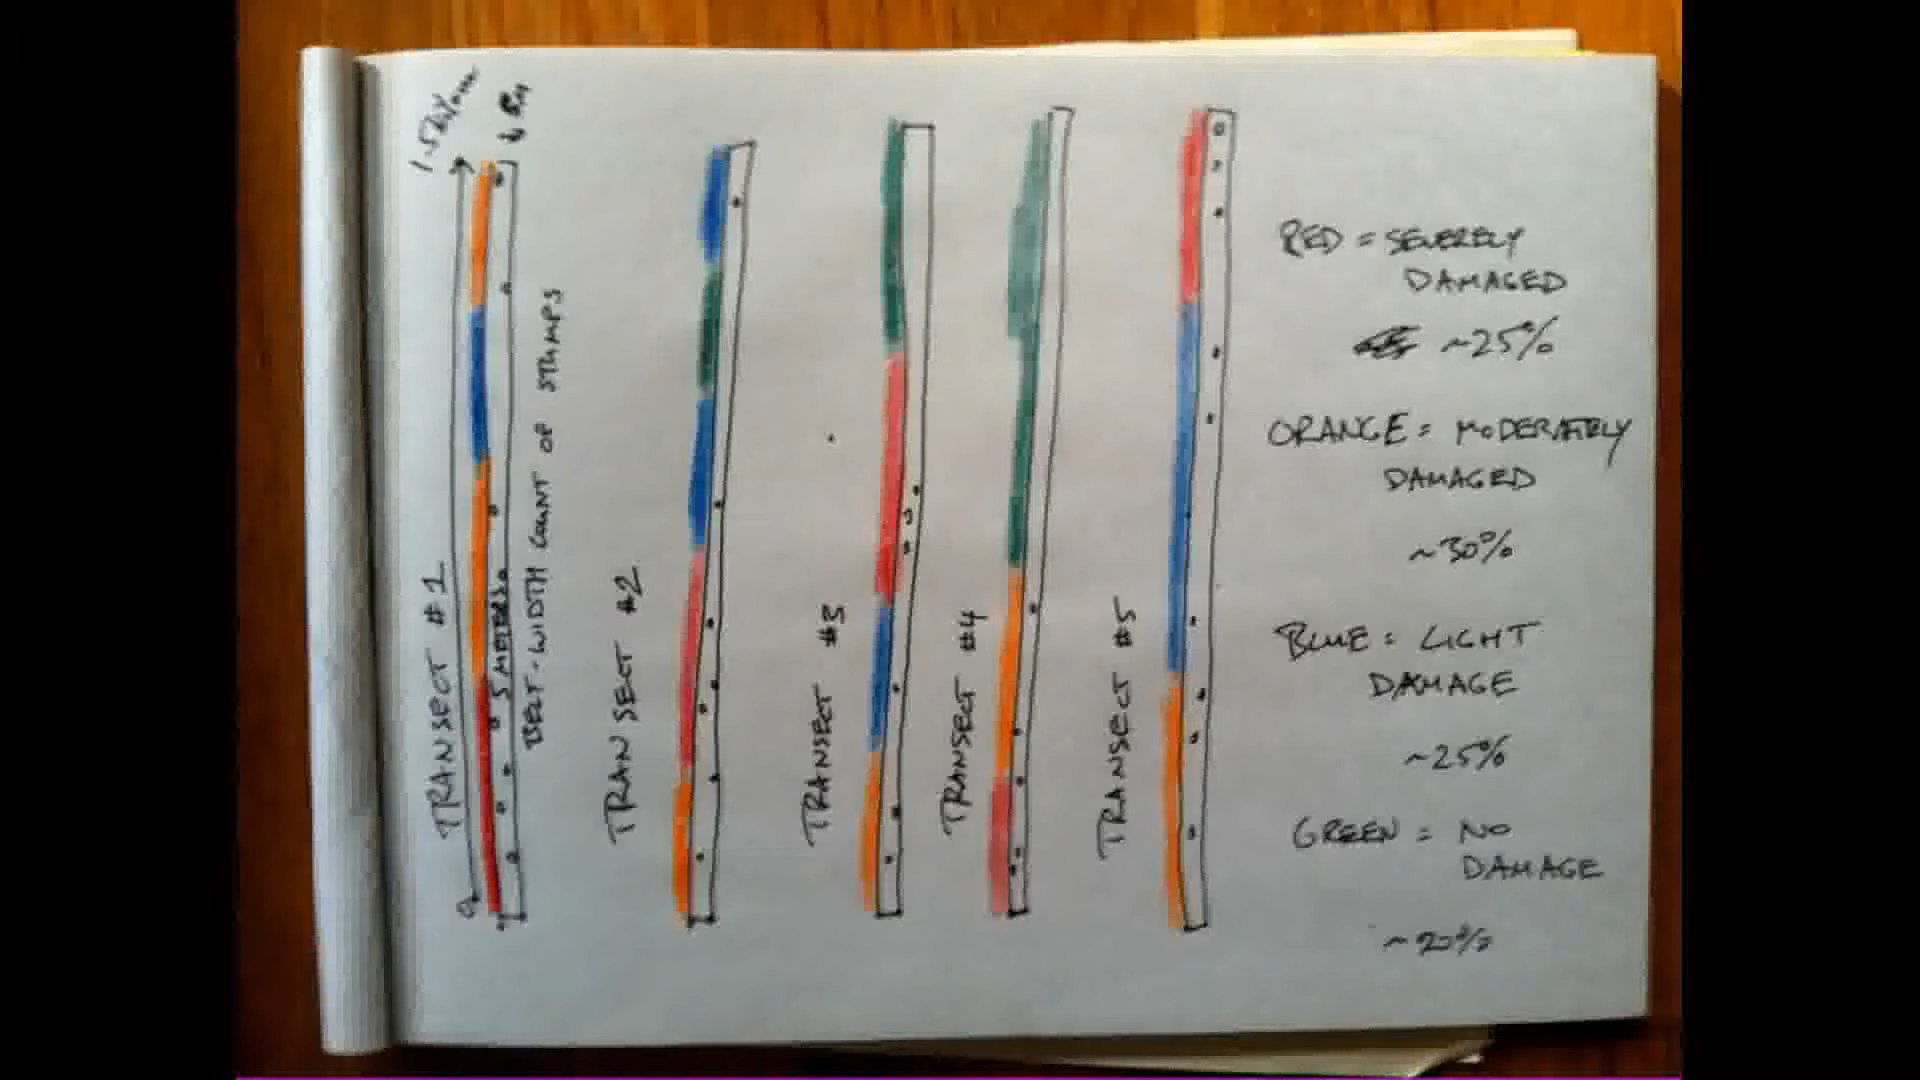 TRANSECT #1
5 METERS
BELT-WIDTH COUNT OF STUMPS
TRANSECT #2
TRANSECT #3
TRANSECT #4
TRANSECT #5
RED = SEVERELY
DAMAGED
~25%
ORANGE = MODERATELY
DAMAGED
~30%
BLUE = LIGHT
DAMAGE
~25%
GREEN = NO
DAMAGE
~20%